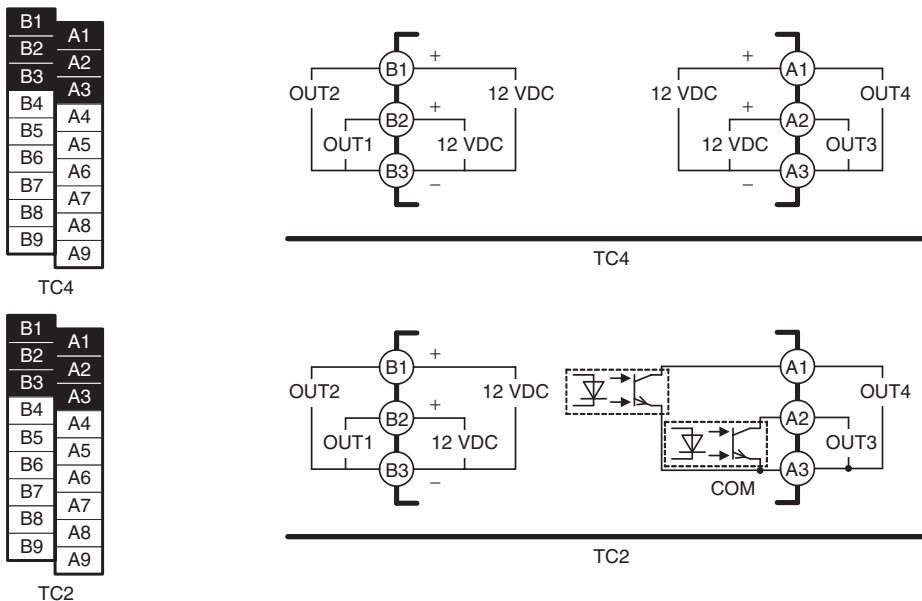 B1
A1
B2
A2
B3
A3
B4
A4
B5
A5
B6
A6
B7
A7
B8
A8
B9
A9
TC4
B1
+
OUT2
12 VDC
B2
+
OUT1
12 VDC
B3
−
+
A1
12 VDC
OUT4
+
A2
12 VDC
OUT3
−
A3
TC4
B1
A1
B2
A2
B3
A3
B4
A4
B5
A5
B6
A6
B7
A7
B8
A8
B9
A9
TC2
B1
+
OUT2
12 VDC
B2
+
OUT1
12 VDC
B3
−
A1
OUT4
A2
OUT3
A3
COM
TC2